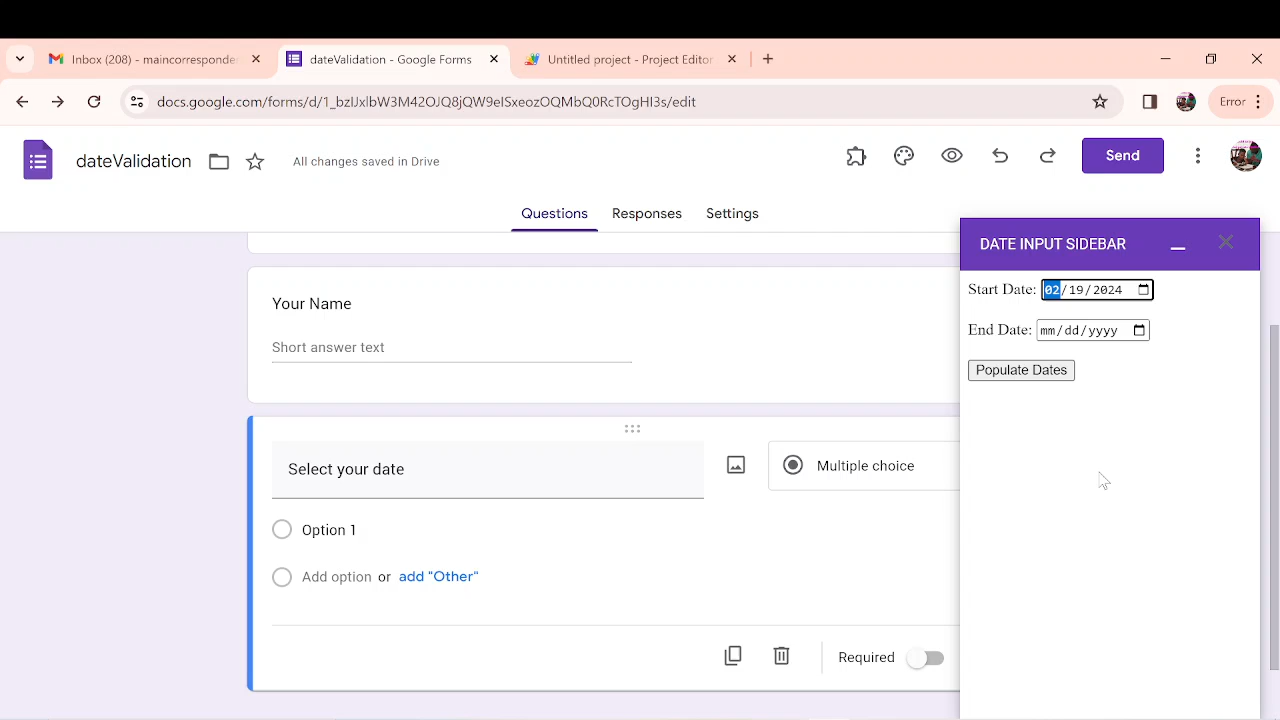 Inbox (208) - maincorresponde
dateValidation - Google Forms
Untitled project - Project Editor
docs.google.com/forms/d/1_bzlJxlbW3M42OJQ8jQW9eISxeozOQMbQ0RcTOgHI3s/edit
Error
dateValidation
All changes saved in Drive
Send
Questions
Responses
Settings
DATE INPUT SIDEBAR
Start Date: 02/19/2024
End Date: mm/dd/yyyy
Populate Dates
Your Name
Short answer text
Select your date
Multiple choice
Option 1
Add option or add "Other"
Required